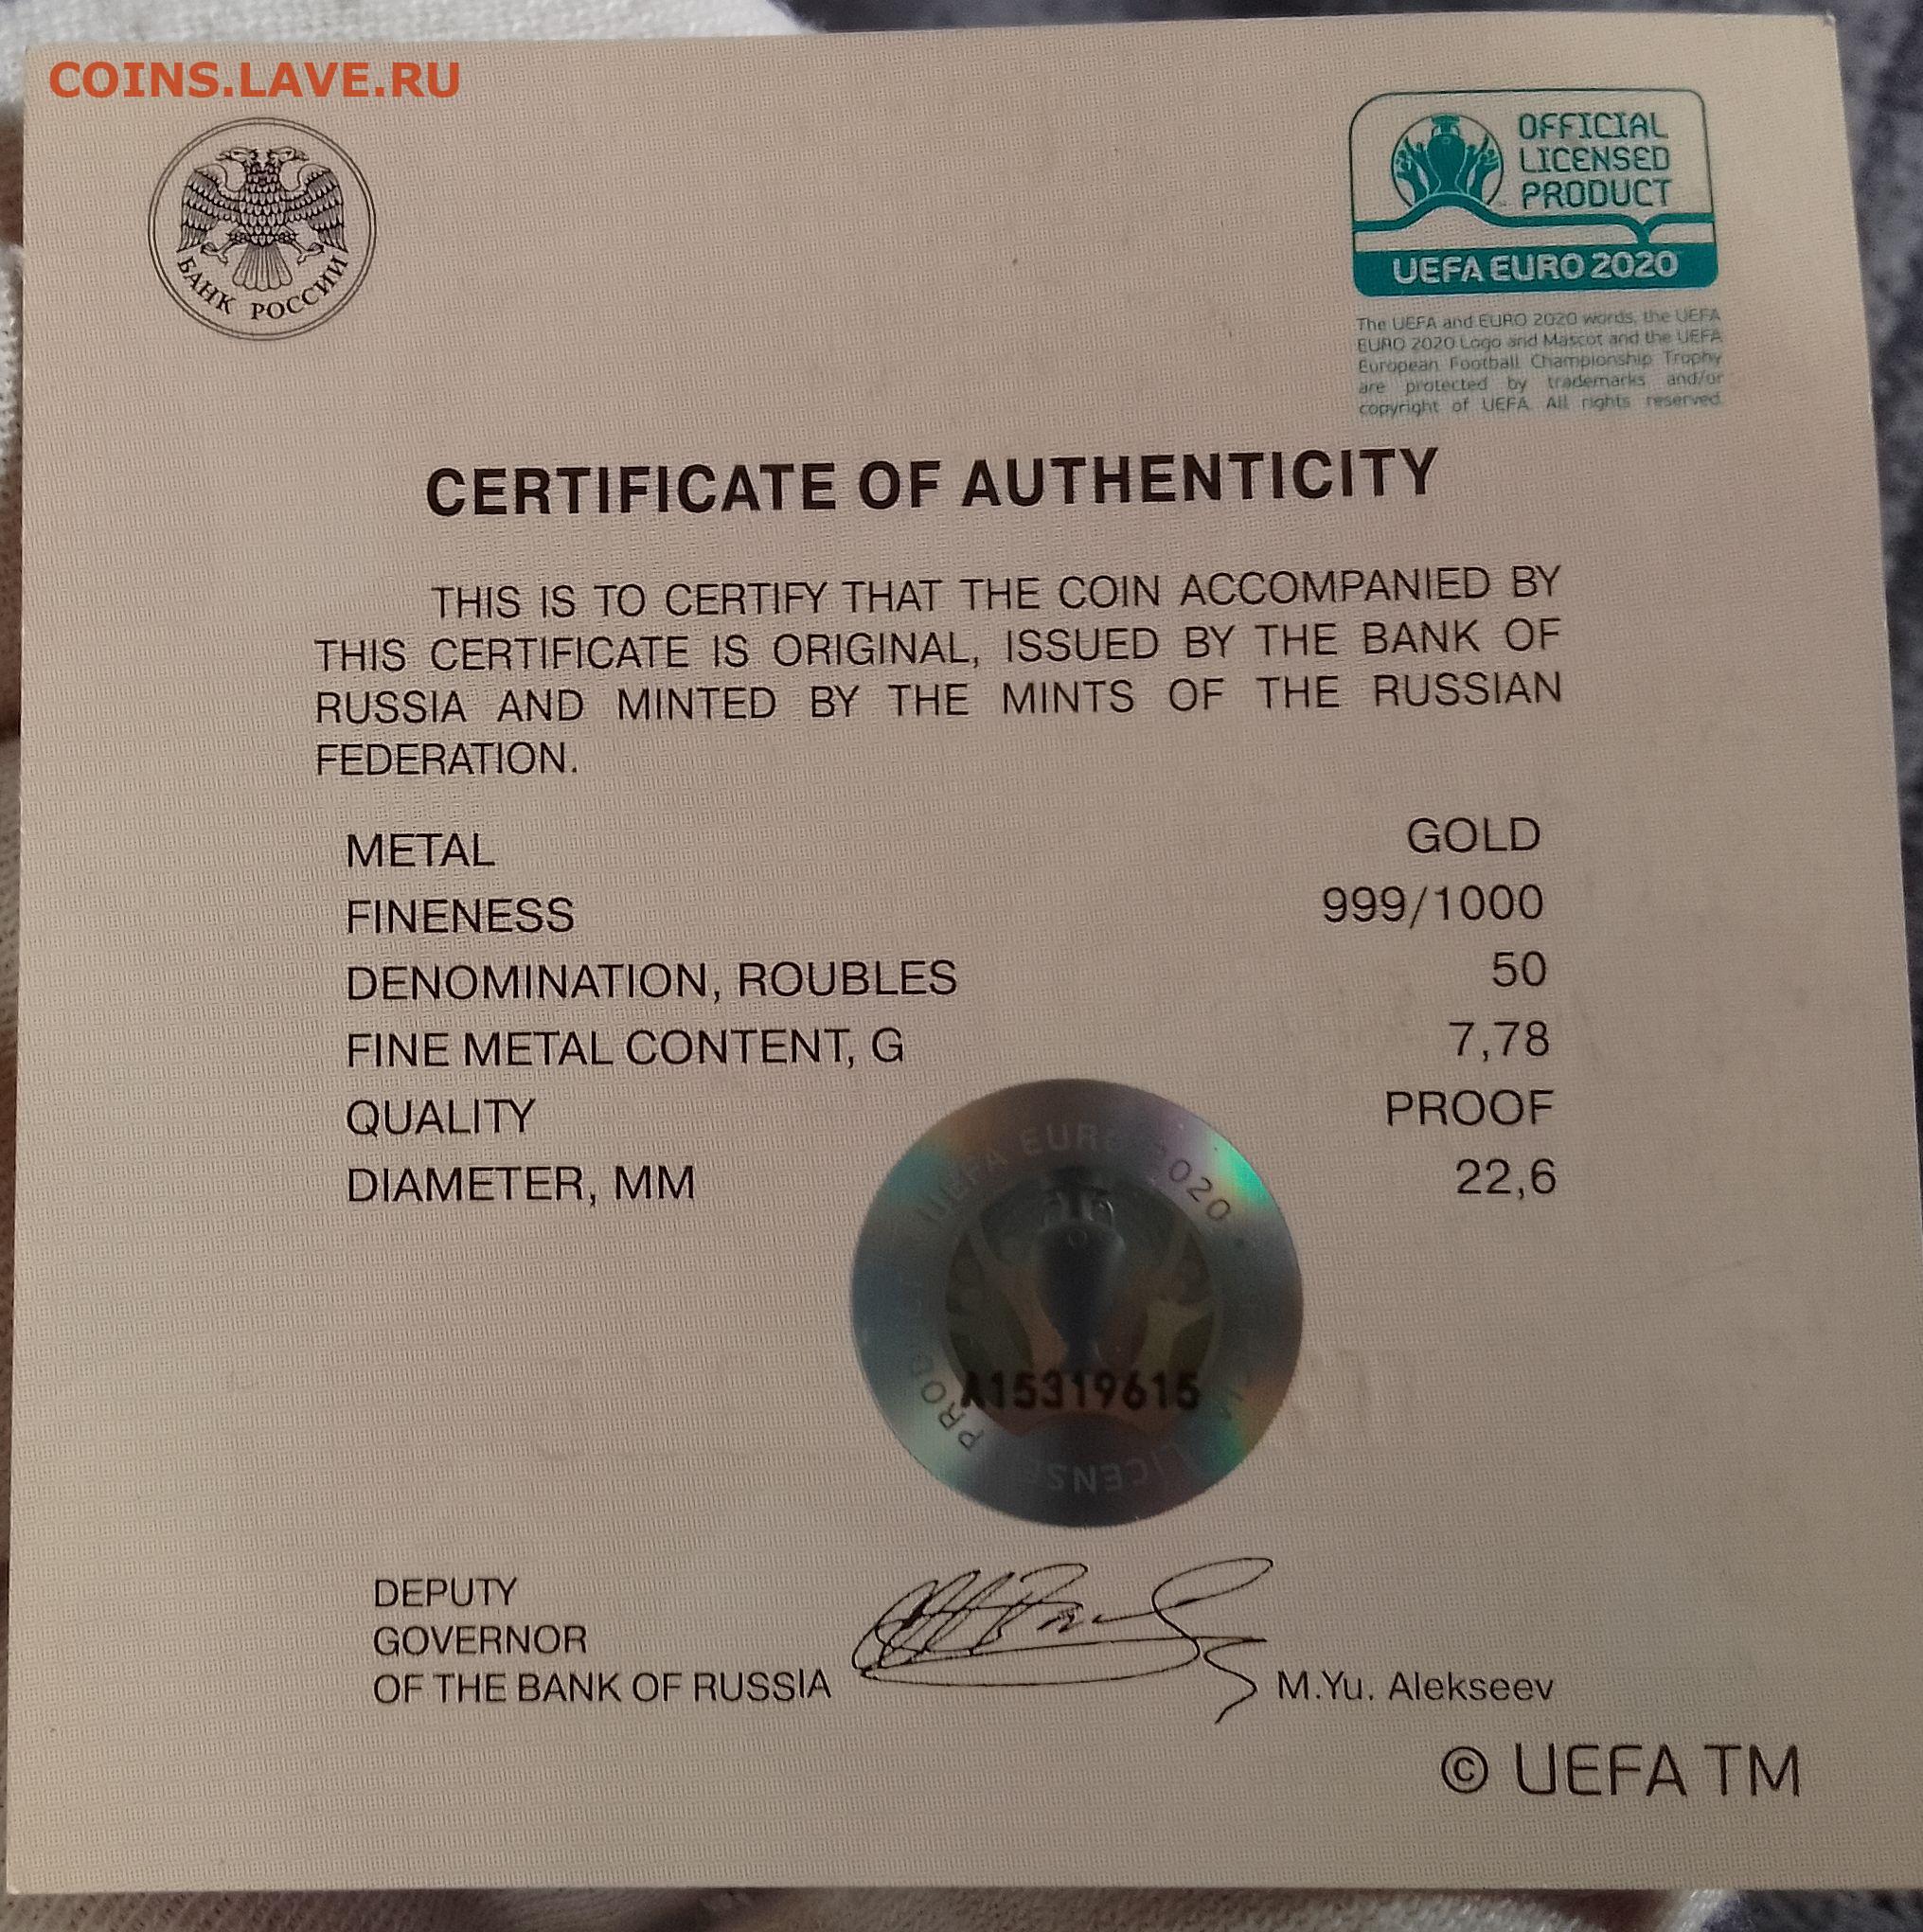 COINS.LAVE.RU
БАНК РОССИИ
OFFICIAL
LICENSED
PRODUCT
UEFA EURO 2020
The UEFA and EURO 2020 words, the UEFA
EURO 2020 Logo and Mascot and the UEFA
European Football Championship Trophy
are protected by trademarks and/or
copyright of UEFA. All rights reserved.
CERTIFICATE OF AUTHENTICITY
THIS IS TO CERTIFY THAT THE COIN ACCOMPANIED BY
THIS CERTIFICATE IS ORIGINAL, ISSUED BY THE BANK OF
RUSSIA AND MINTED BY THE MINTS OF THE RUSSIAN
FEDERATION.
METAL GOLD
FINENESS 999/1000
DENOMINATION, ROUBLES 50
FINE METAL CONTENT, G 7,78
QUALITY PROOF
DIAMETER, MM 22,6
UEFA EURO 2020
A15319615
DEPUTY
GOVERNOR
OF THE BANK OF RUSSIA M.Yu. Alekseev
© UEFA TM